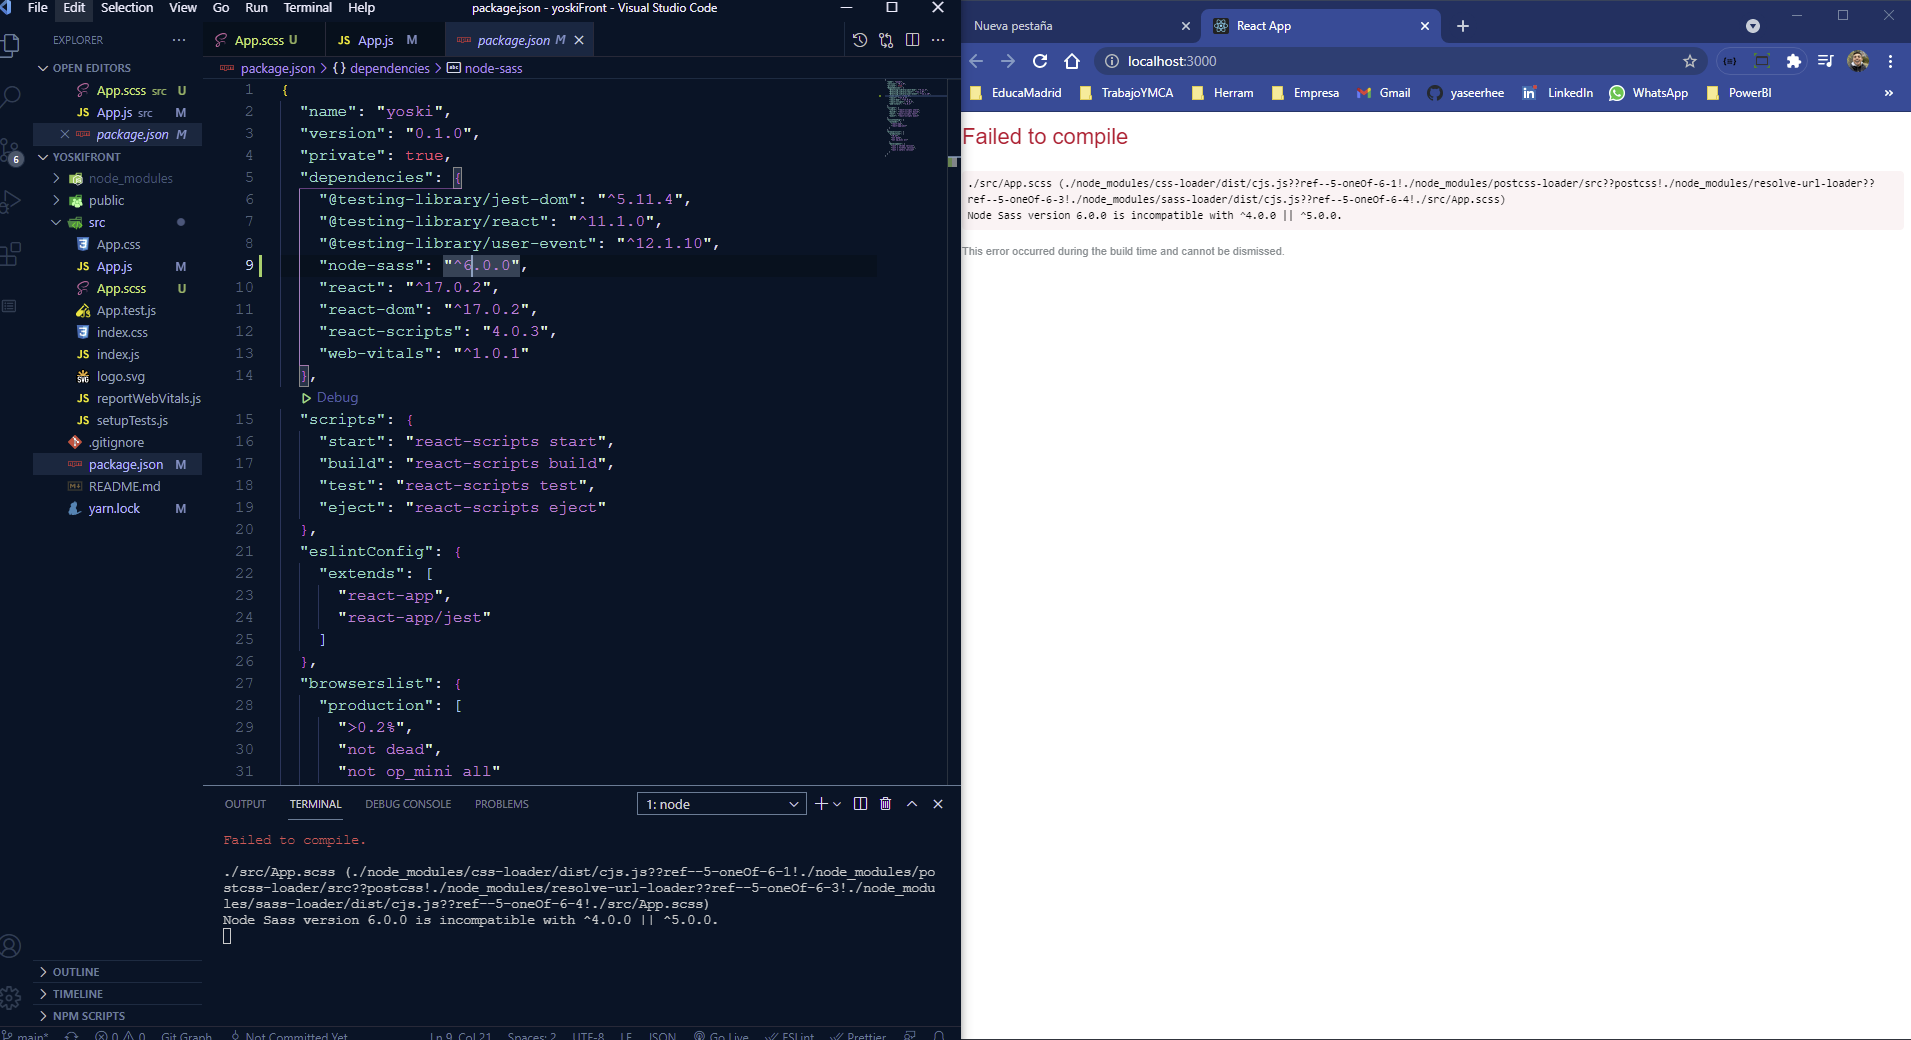 File Edit Selection View Go Run Terminal Help
package.json - yoskiFront - Visual Studio Code
EXPLORER ...
OPEN EDITORS
App.scss src U
App.js src M
package.json M
YOSKIFRONT
node_modules
public
src
App.css
App.js M
App.scss U
App.test.js
index.css
JS index.js
logo.svg
JS reportWebVitals.js
JS setupTests.js
.gitignore
package.json M
README.md
yarn.lock M
6
OUTLINE
TIMELINE
NPM SCRIPTS
App.scss U
JS App.js M
package.json M
package.json > {} dependencies > node-sass
1 {
2 "name": "yoski",
3 "version": "0.1.0",
4 "private": true,
5 "dependencies": {
6 "@testing-library/jest-dom": "^5.11.4",
7 "@testing-library/react": "^11.1.0",
8 "@testing-library/user-event": "^12.1.10",
9 "node-sass": "^6.0.0",
10 "react": "^17.0.2",
11 "react-dom": "^17.0.2",
12 "react-scripts": "4.0.3",
13 "web-vitals": "^1.0.1"
14 },
Debug
15 "scripts": {
16 "start": "react-scripts start",
17 "build": "react-scripts build",
18 "test": "react-scripts test",
19 "eject": "react-scripts eject"
20 },
21 "eslintConfig": {
22 "extends": [
23 "react-app",
24 "react-app/jest"
25 ]
26 },
27 "browserslist": {
28 "production": [
29 ">0.2%",
30 "not dead",
31 "not op_mini all"
OUTPUT TERMINAL DEBUG CONSOLE PROBLEMS
1: node
Failed to compile.
./src/App.scss (./node_modules/css-loader/dist/cjs.js??ref--5-oneOf-6-1!./node_modules/po
stcss-loader/src??postcss!./node_modules/resolve-url-loader??ref--5-oneOf-6-3!./node_modu
les/sass-loader/dist/cjs.js??ref--5-oneOf-6-4!./src/App.scss)
Node Sass version 6.0.0 is incompatible with ^4.0.0 || ^5.0.0.
main* 0 0 Git Graph Not Committed Yet Ln 9, Col 21 Spaces: 2 UTF-8 LF JSON Go Live ESLint Prettier
Nueva pestaña
React App
localhost:3000
EducaMadrid TrabajoYMCA Herram Empresa Gmail yaseerhee LinkedIn WhatsApp PowerBI »
Failed to compile
./src/App.scss (./node_modules/css-loader/dist/cjs.js??ref--5-oneOf-6-1!./node_modules/postcss-loader/src??postcss!./node_modules/resolve-url-loader??
ref--5-oneOf-6-3!./node_modules/sass-loader/dist/cjs.js??ref--5-oneOf-6-4!./src/App.scss)
Node Sass version 6.0.0 is incompatible with ^4.0.0 || ^5.0.0.
This error occurred during the build time and cannot be dismissed.